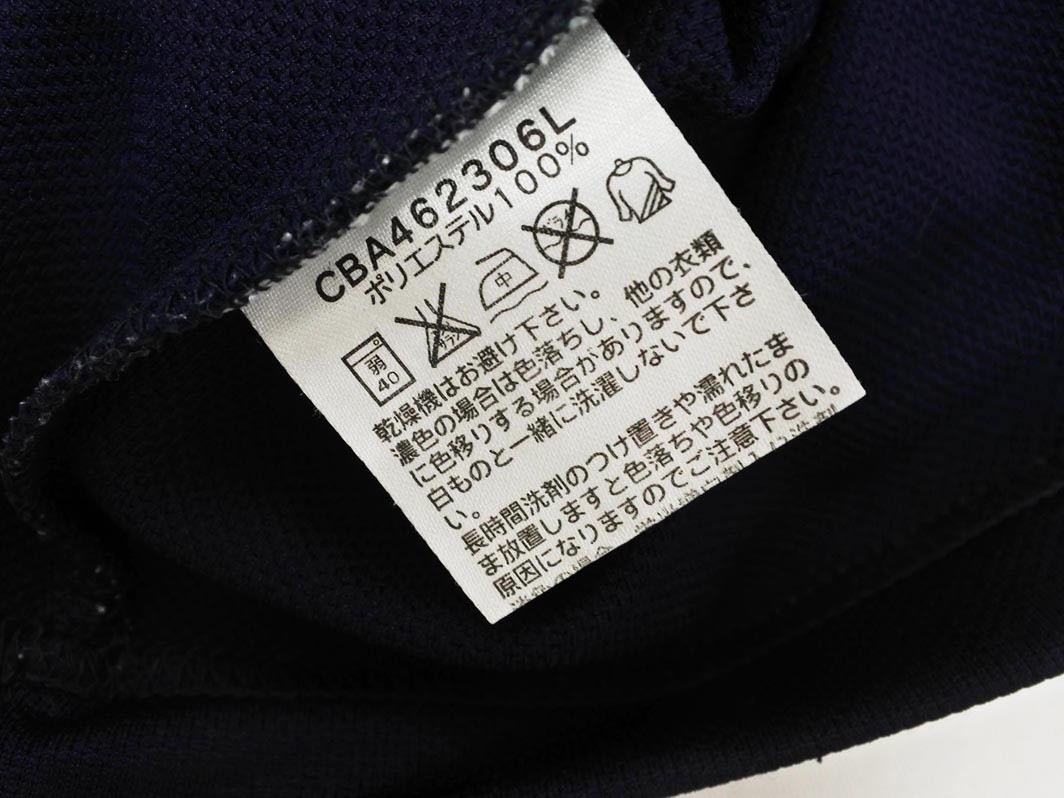 CBA462306L
ポリエステル100%
弱
40
中
乾燥機はお避け下さい。
濃色の場合は色落ちし、他の衣類
に色移りする場合がありますので、
白ものと一緒に洗濯しないで下さ
い。
長時間洗剤のつけ置きや濡れたま
ま放置しますと色落ちや色移りの
原因になりますのでご注意下さい。